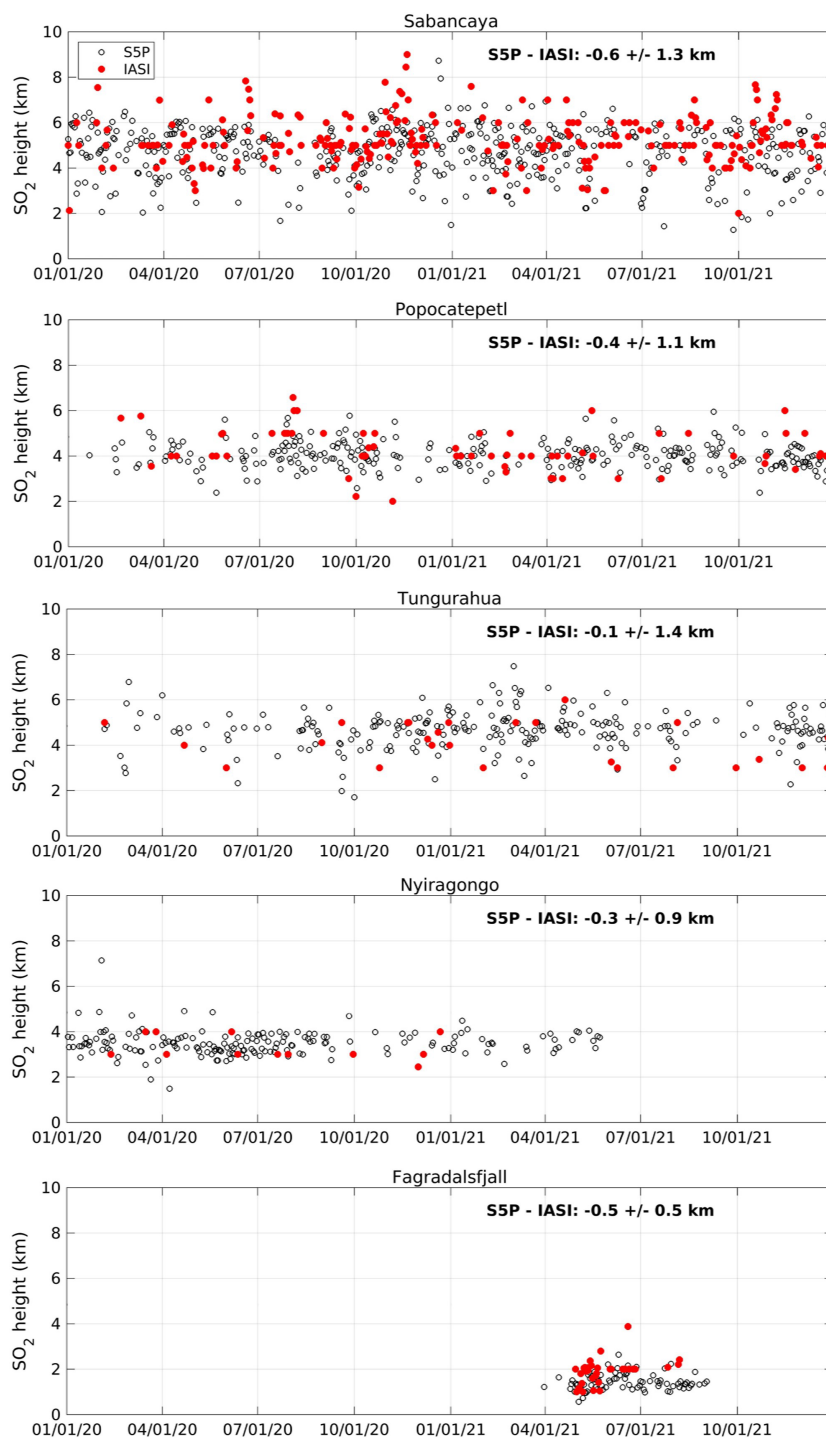 Sabancaya
S5P
IASI
S5P - IASI: -0.6 +/- 1.3 km
SO2 height (km)
10
8
6
4
2
0
01/01/20 04/01/20 07/01/20 10/01/20 01/01/21 04/01/21 07/01/21 10/01/21
Popocatepetl
S5P - IASI: -0.4 +/- 1.1 km
SO2 height (km)
10
8
6
4
2
0
01/01/20 04/01/20 07/01/20 10/01/20 01/01/21 04/01/21 07/01/21 10/01/21
Tungurahua
S5P - IASI: -0.1 +/- 1.4 km
SO2 height (km)
10
8
6
4
2
0
01/01/20 04/01/20 07/01/20 10/01/20 01/01/21 04/01/21 07/01/21 10/01/21
Nyiragongo
S5P - IASI: -0.3 +/- 0.9 km
SO2 height (km)
10
8
6
4
2
0
01/01/20 04/01/20 07/01/20 10/01/20 01/01/21 04/01/21 07/01/21 10/01/21
Fagradalsfjall
S5P - IASI: -0.5 +/- 0.5 km
SO2 height (km)
10
8
6
4
2
0
01/01/20 04/01/20 07/01/20 10/01/20 01/01/21 04/01/21 07/01/21 10/01/21